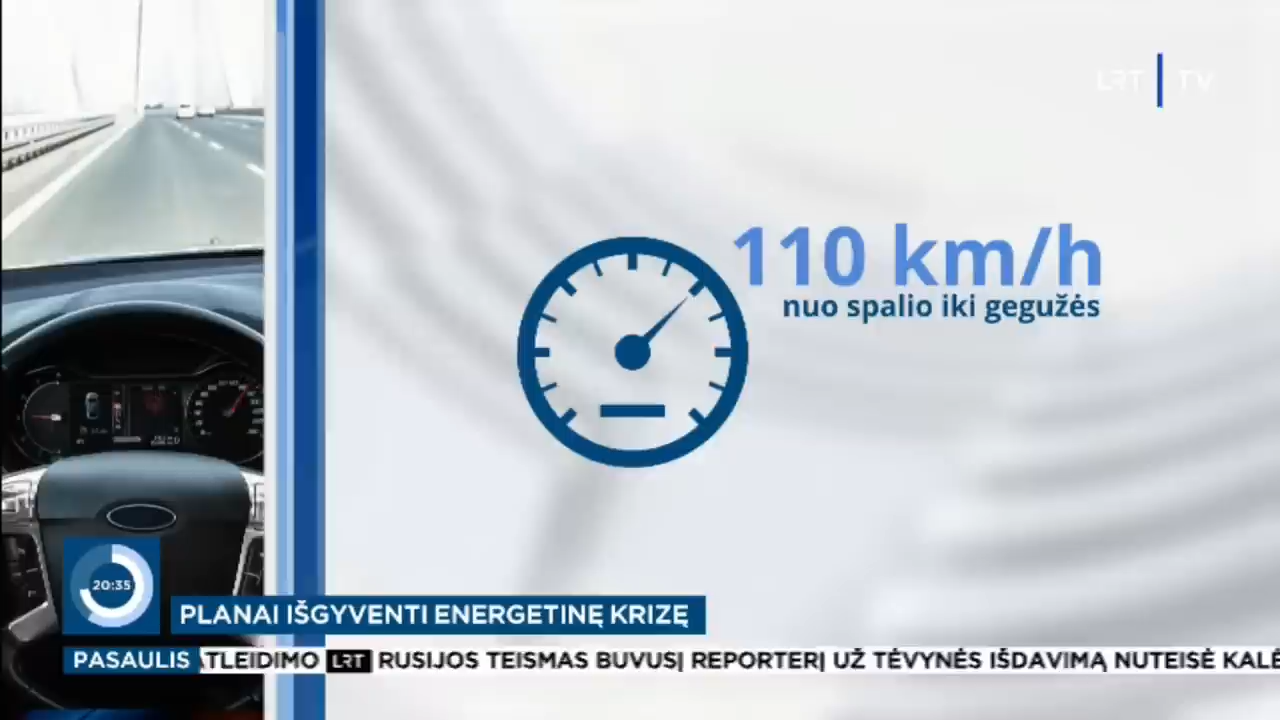 LRT TV
110 km/h
nuo spalio iki gegužės
20:35
PLANAI IŠGYVENTI ENERGETINĘ KRIZĘ
PASAULIS ATLEIDIMO LRT RUSIJOS TEISMAS BUVUSĮ REPORTERĮ UŽ TĖVYNĖS IŠDAVIMĄ NUTEISĖ KALĖ